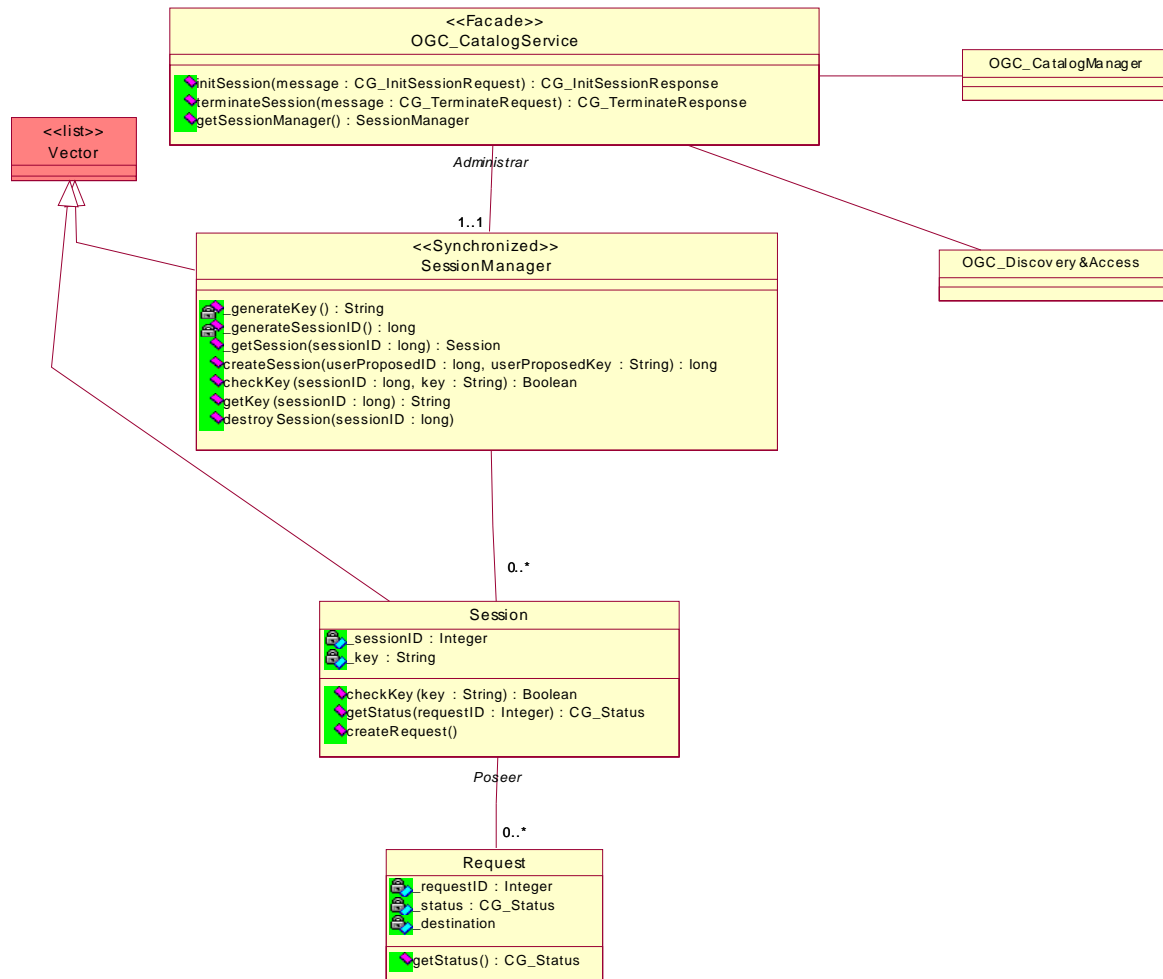 <<Facade>>
OGC_CatalogService
initSession(message : CG_InitSessionRequest) : CG_InitSessionResponse
terminateSession(message : CG_TerminateRequest) : CG_TerminateResponse
getSessionManager() : SessionManager
OGC_CatalogManager
<<list>>
Vector
Administrar
1..1
<<Synchronized>>
SessionManager
_generateKey() : String
_generateSessionID() : long
_getSession(sessionID : long) : Session
createSession(userProposedID : long, userProposedKey : String) : long
checkKey(sessionID : long, key : String) : Boolean
getKey(sessionID : long) : String
destroySession(sessionID : long)
OGC_Discovery&Access
0..*
Session
_sessionID : Integer
_key : String
checkKey(key : String) : Boolean
getStatus(requestID : Integer) : CG_Status
createRequest()
Poseer
0..*
Request
_requestID : Integer
_status : CG_Status
_destination
getStatus() : CG_Status